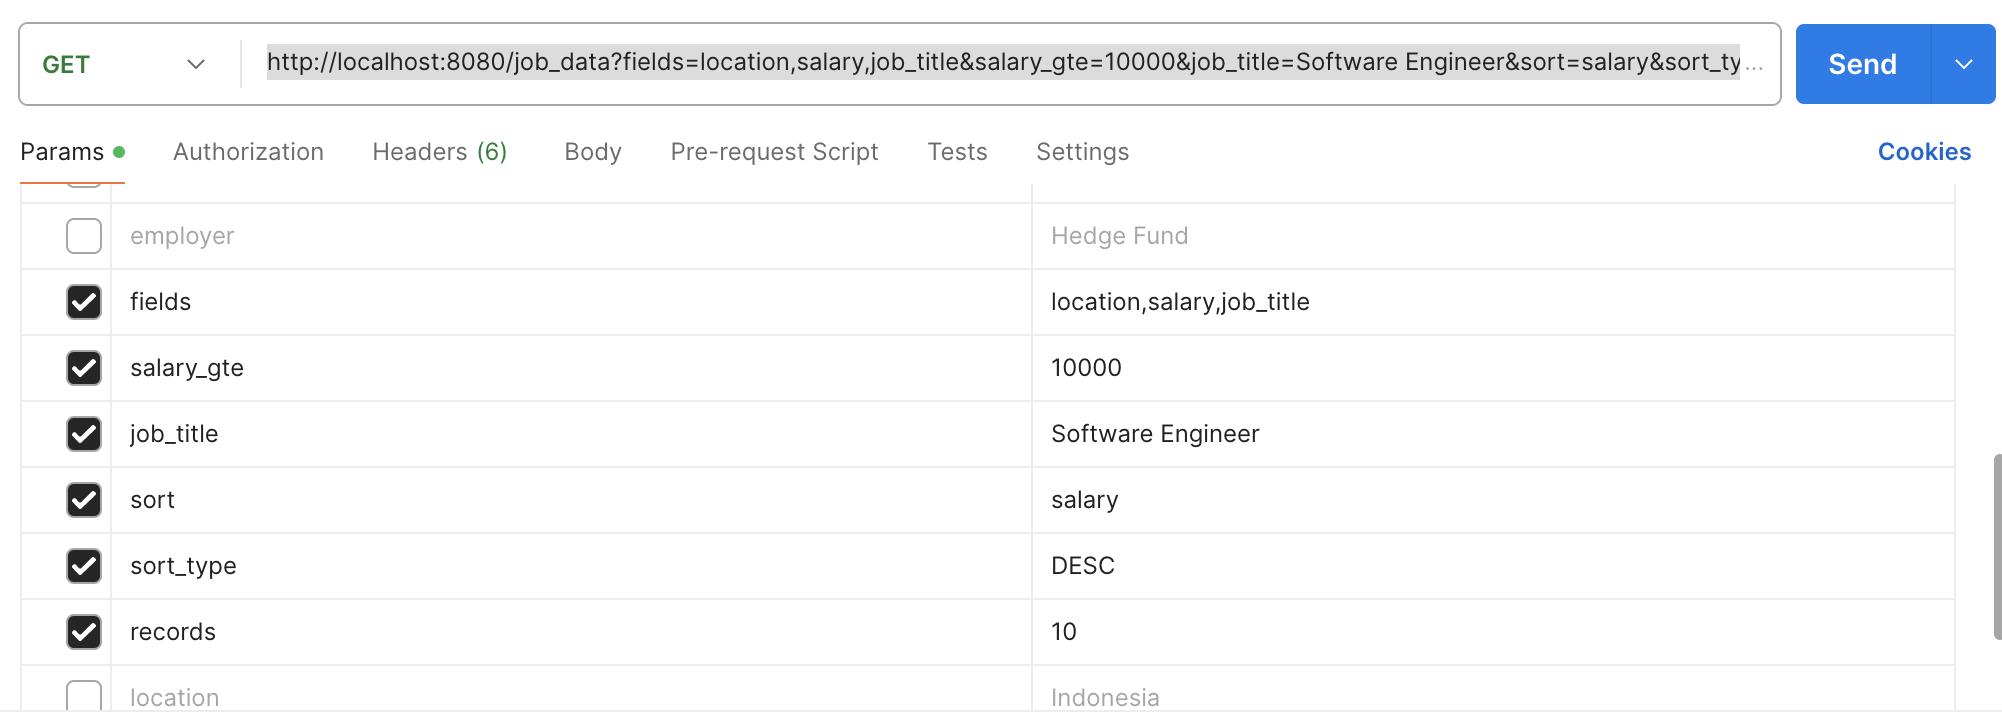 GET http://localhost:8080/job_data?fields=location,salary,job_title&salary_gte=10000&job_title=Software Engineer&sort=salary&sort_ty... Send
Params Authorization Headers (6) Body Pre-request Script Tests Settings Cookies
employer Hedge Fund
fields location,salary,job_title
salary_gte 10000
job_title Software Engineer
sort salary
sort_type DESC
records 10
location Indonesia